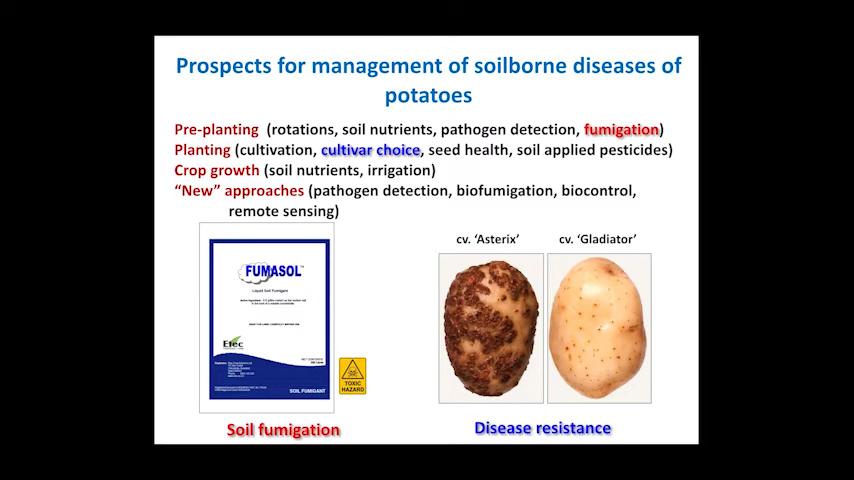 Prospects for management of soilborne diseases of
potatoes
Pre-planting (rotations, soil nutrients, pathogen detection, fumigation)
Planting (cultivation, cultivar choice, seed health, soil applied pesticides)
Crop growth (soil nutrients, irrigation)
“New” approaches (pathogen detection, biofumigation, biocontrol,
remote sensing)
cv. ‘Asterix’
cv. ‘Gladiator’
FUMASOL™
Liquid Soil Fumigant
Etec
SOIL FUMIGANT
TOXIC
HAZARD
Soil fumigation
Disease resistance